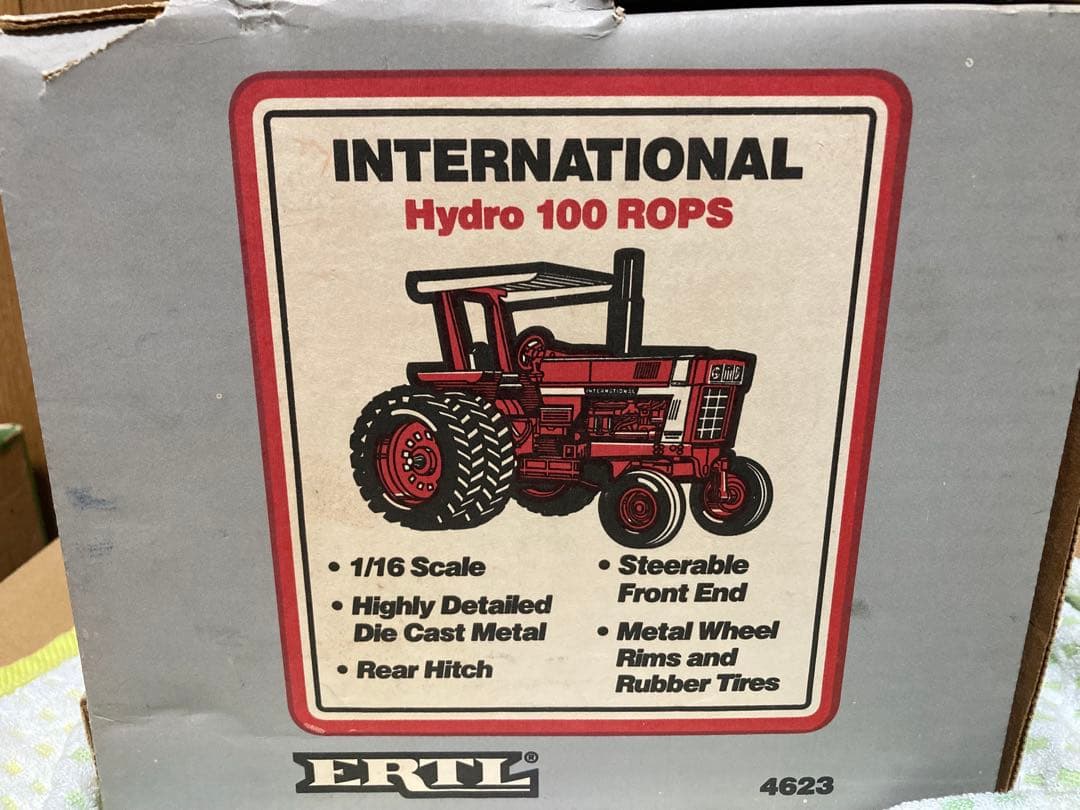 INTERNATIONAL
Hydro 100 ROPS
INTERNATIONAL
• 1/16 Scale
• Highly Detailed
Die Cast Metal
• Rear Hitch
• Steerable
Front End
• Metal Wheel
Rims and
Rubber Tires
ERTL®
4623